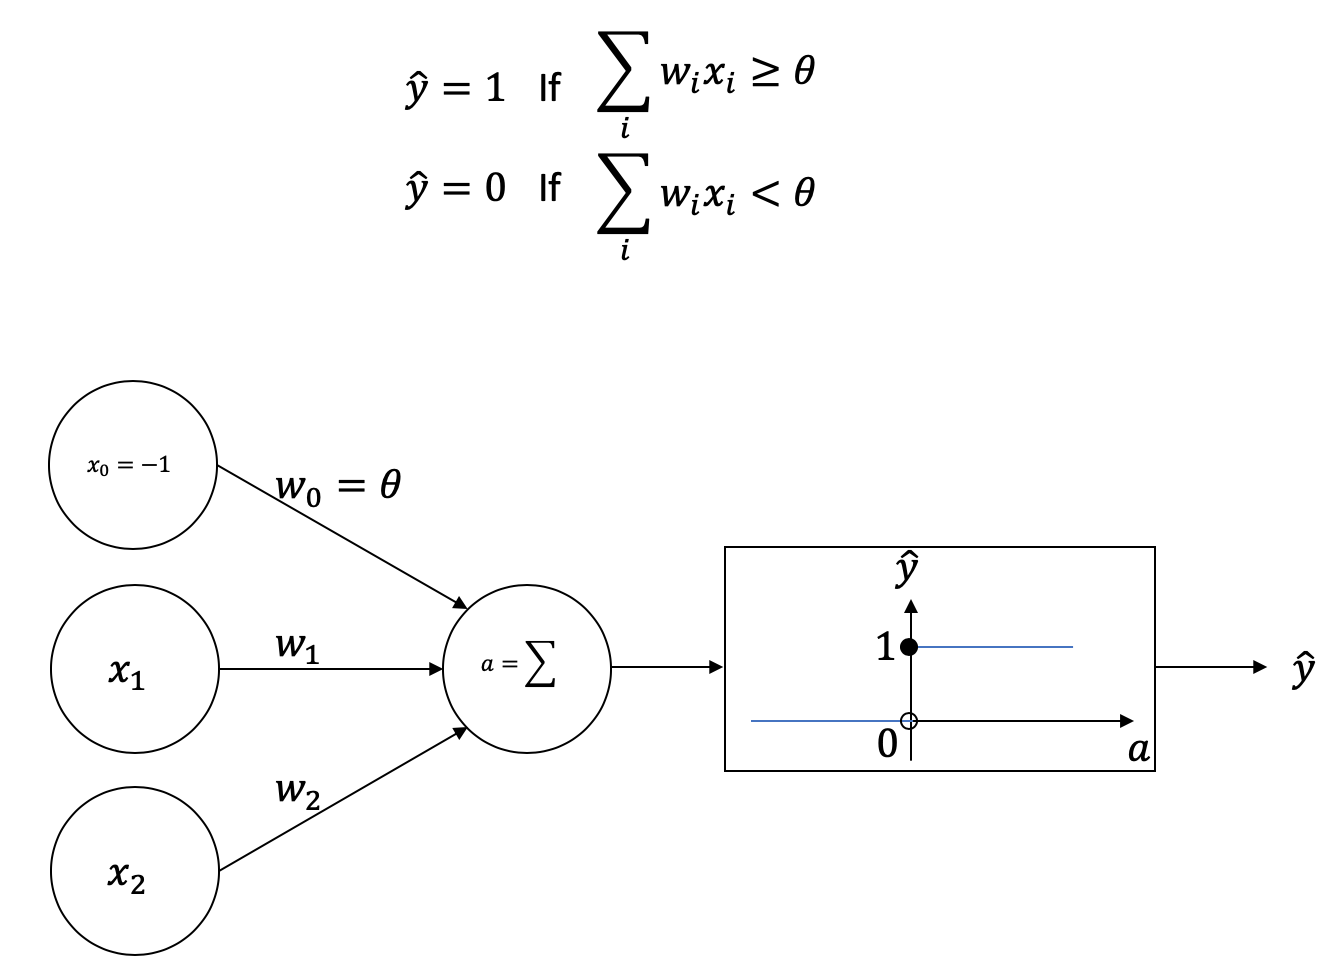 ŷ = 1 If ∑ᵢ wᵢxᵢ ≥ θ
ŷ = 0 If ∑ᵢ wᵢxᵢ < θ
x₀ = −1
w₀ = θ
x₁
w₁
x₂
w₂
a = ∑
ŷ
1
0
a
ŷ